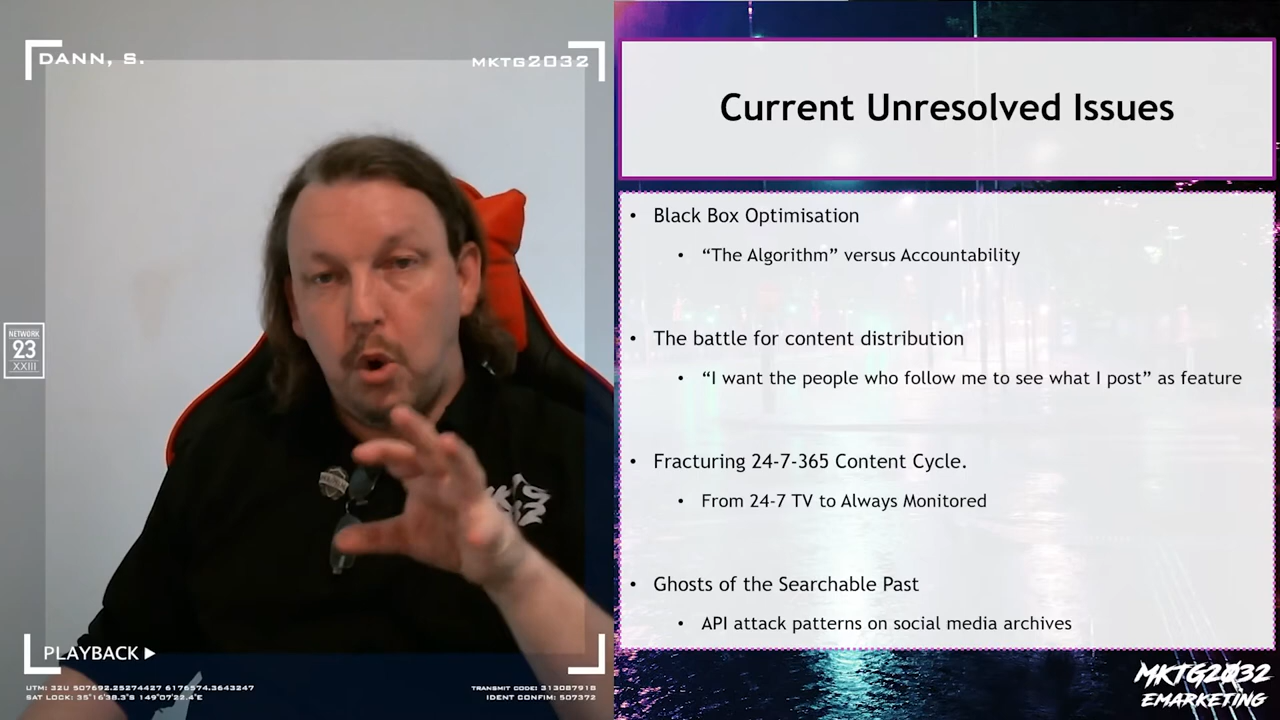 DANN, S.
MKTG2032
NETWORK
23
XXIII
PLAYBACK
UTM: 32U 507692.25274427 6176574.3643247
SAT LOCK: 35°16'38.3"S 149°07'22.4"E
TRANSMIT CODE: 313087918
IDENT CONFIM: 507372
Current Unresolved Issues
• Black Box Optimisation
• “The Algorithm” versus Accountability
• The battle for content distribution
• “I want the people who follow me to see what I post” as feature
• Fracturing 24-7-365 Content Cycle.
• From 24-7 TV to Always Monitored
• Ghosts of the Searchable Past
• API attack patterns on social media archives
MKTG2032
EMARKETING